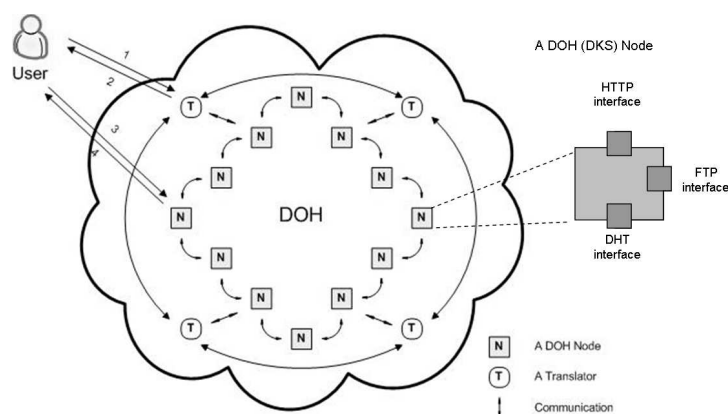 User
1
2
3
4
A DOH (DKS) Node
HTTP
interface
FTP
interface
DHT
interface
T
N
T
N
N
N
N
N
DOH
N
N
N
N
N
T
N
T
N
A DOH Node
T
A Translator
Communication